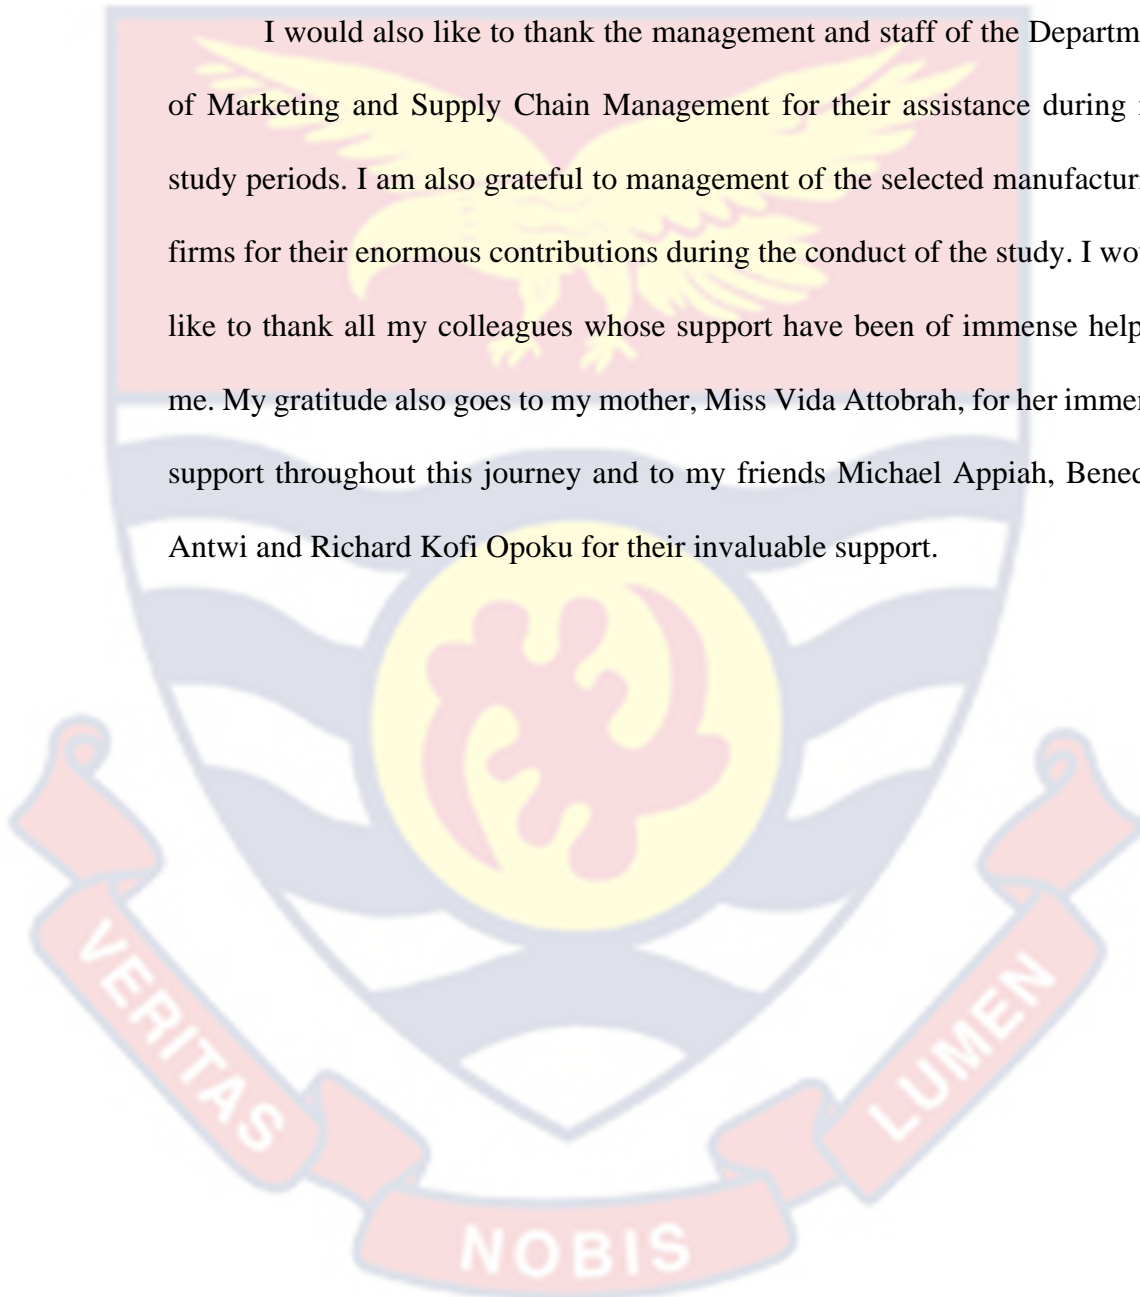 I would also like to thank the management and staff of the Departm
of Marketing and Supply Chain Management for their assistance during
study periods. I am also grateful to management of the selected manufacturi
firms for their enormous contributions during the conduct of the study. I wou
like to thank all my colleagues whose support have been of immense help
me. My gratitude also goes to my mother, Miss Vida Attobrah, for her immen
support throughout this journey and to my friends Michael Appiah, Bened
Antwi and Richard Kofi Opoku for their invaluable support.
VERITAS
NOBIS
LUMEN